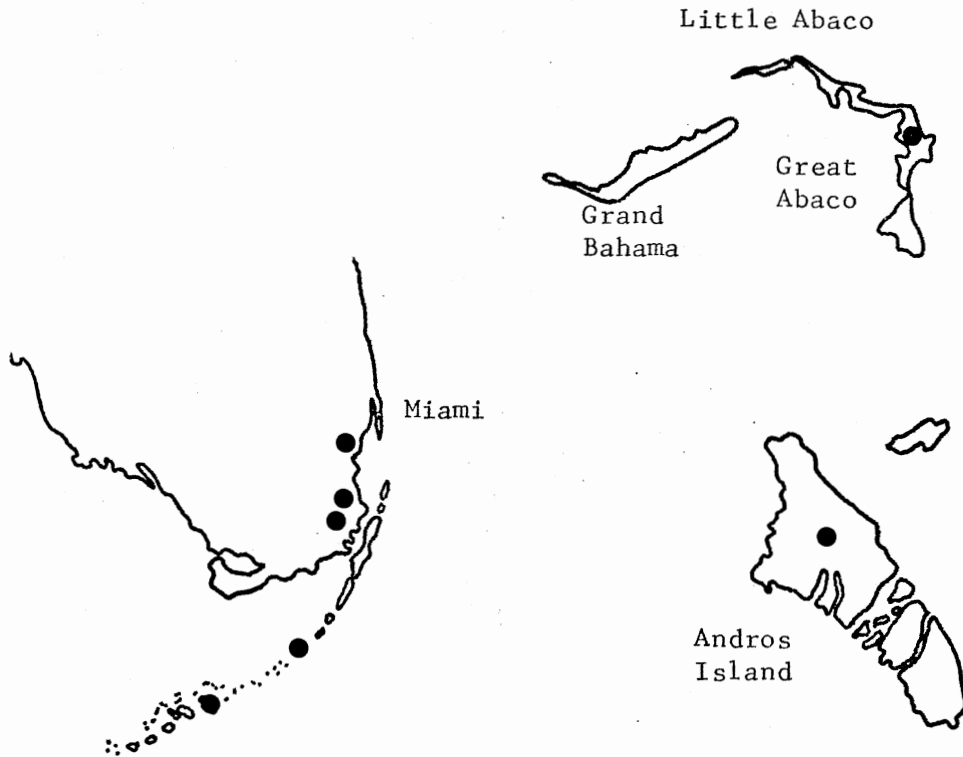 Little Abaco
Great
Abaco
Grand
Bahama
Miami
Andros
Island